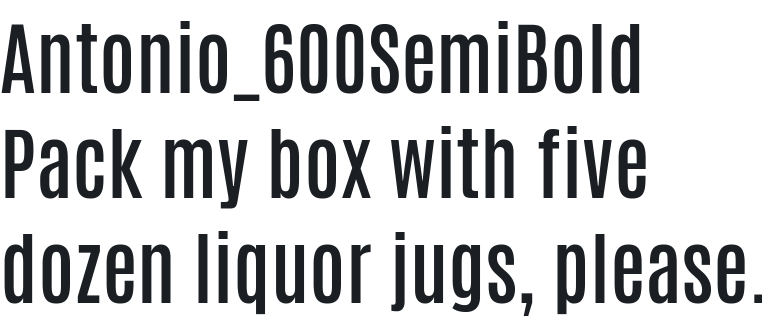 Antonio_600SemiBold
Pack my box with five
dozen liquor jugs, please.